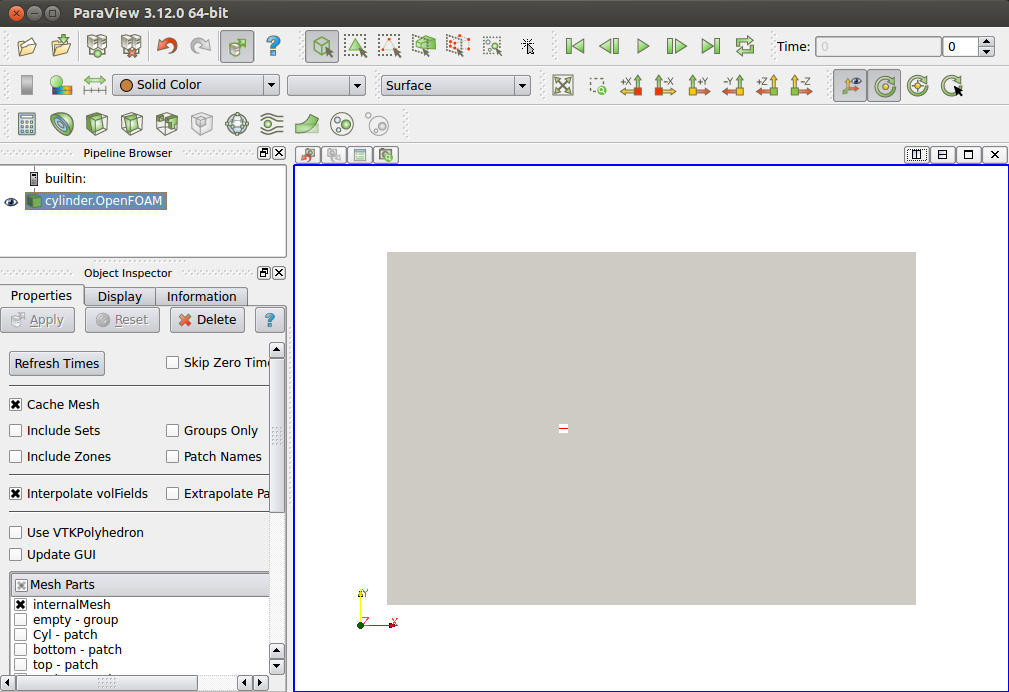 ParaView 3.12.0 64-bit
Time: 0 0
Solid Color Surface
+X -X +Y -Y +Z -Z
Pipeline Browser
builtin:
cylinder.OpenFOAM
Object Inspector
Properties Display Information
Apply Reset Delete ?
Refresh Times Skip Zero Time
Cache Mesh
Include Sets Groups Only
Include Zones Patch Names
Interpolate volFields Extrapolate Pa
Use VTKPolyhedron
Update GUI
Mesh Parts
internalMesh
empty - group
Cyl - patch
bottom - patch
top - patch
Y
Z X